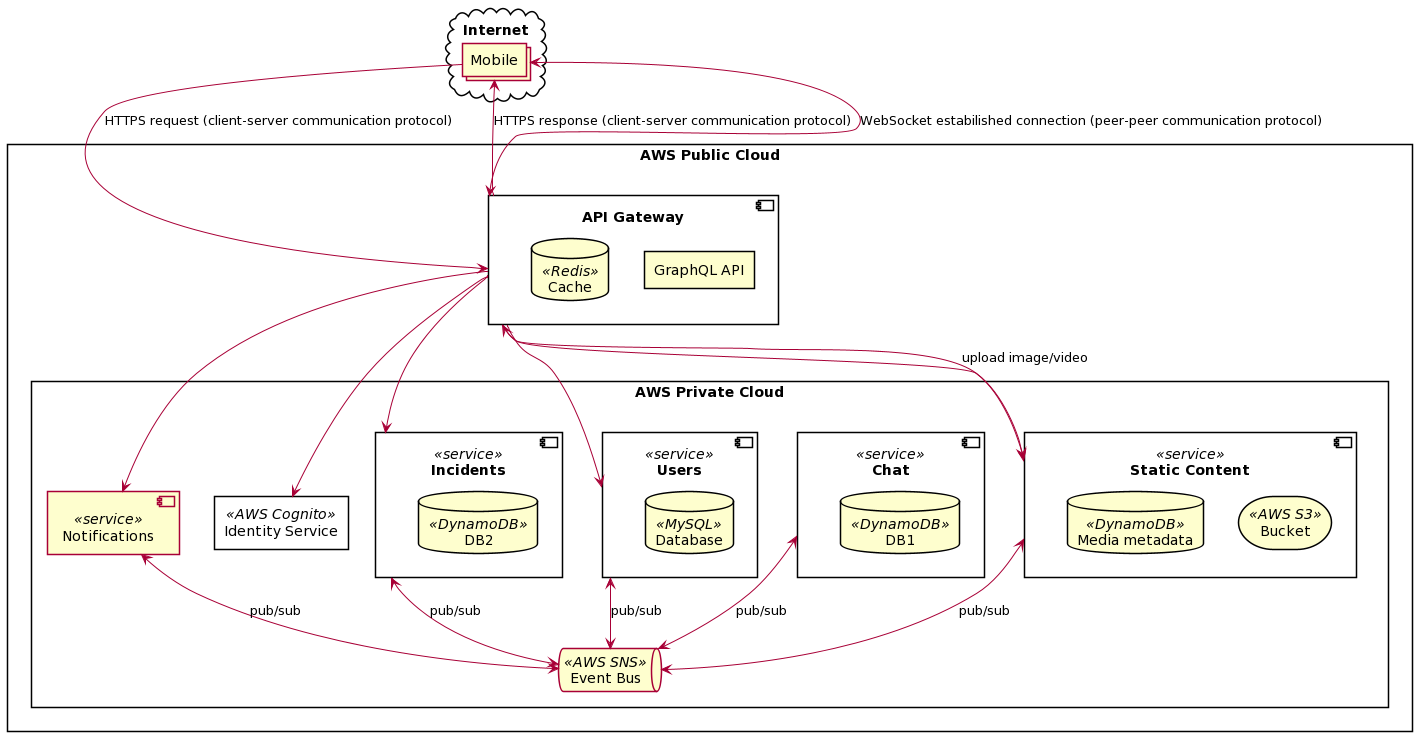 Internet
Mobile
HTTPS request (client-server communication protocol)
HTTPS response (client-server communication protocol)
WebSocket estabilished connection (peer-peer communication protocol)
AWS Public Cloud
API Gateway
«Redis»
Cache
GraphQL API
upload image/video
AWS Private Cloud
«service»
Notifications
«AWS Cognito»
Identity Service
«service»
Incidents
«DynamoDB»
DB2
«service»
Users
«MySQL»
Database
«service»
Chat
«DynamoDB»
DB1
«service»
Static Content
«DynamoDB»
Media metadata
«AWS S3»
Bucket
pub/sub
pub/sub
pub/sub
pub/sub
pub/sub
«AWS SNS»
Event Bus